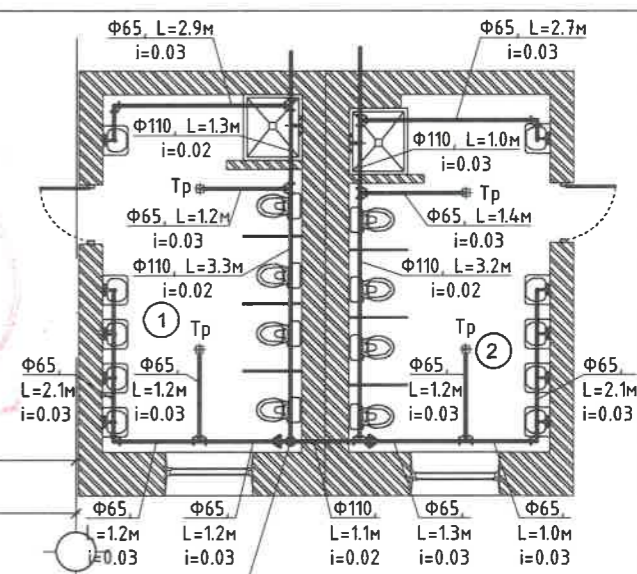 Φ65, L=2.9м
i=0.03
Φ65, L=2.7м
i=0.03
Φ110, L=1.3м
i=0.02
Φ110, L=1.0м
i=0.03
Тр
Тр
Φ65, L=1.2м
i=0.03
Φ65, L=1.4м
i=0.03
Φ110, L=3.3м
i=0.02
Φ110, L=3.2м
i=0.02
1
Тр
Тр
2
Φ65,
L=2.1м
i=0.03
Φ65,
L=1.2м
i=0.03
Φ65,
L=1.2м
i=0.03
Φ65,
L=2.1м
i=0.03
Φ65,
L=1.2м
i=0.03
Φ65,
L=1.2м
i=0.03
Φ110,
L=1.1м
i=0.02
Φ65,
L=1.3м
i=0.03
Φ65,
L=1.0м
i=0.03